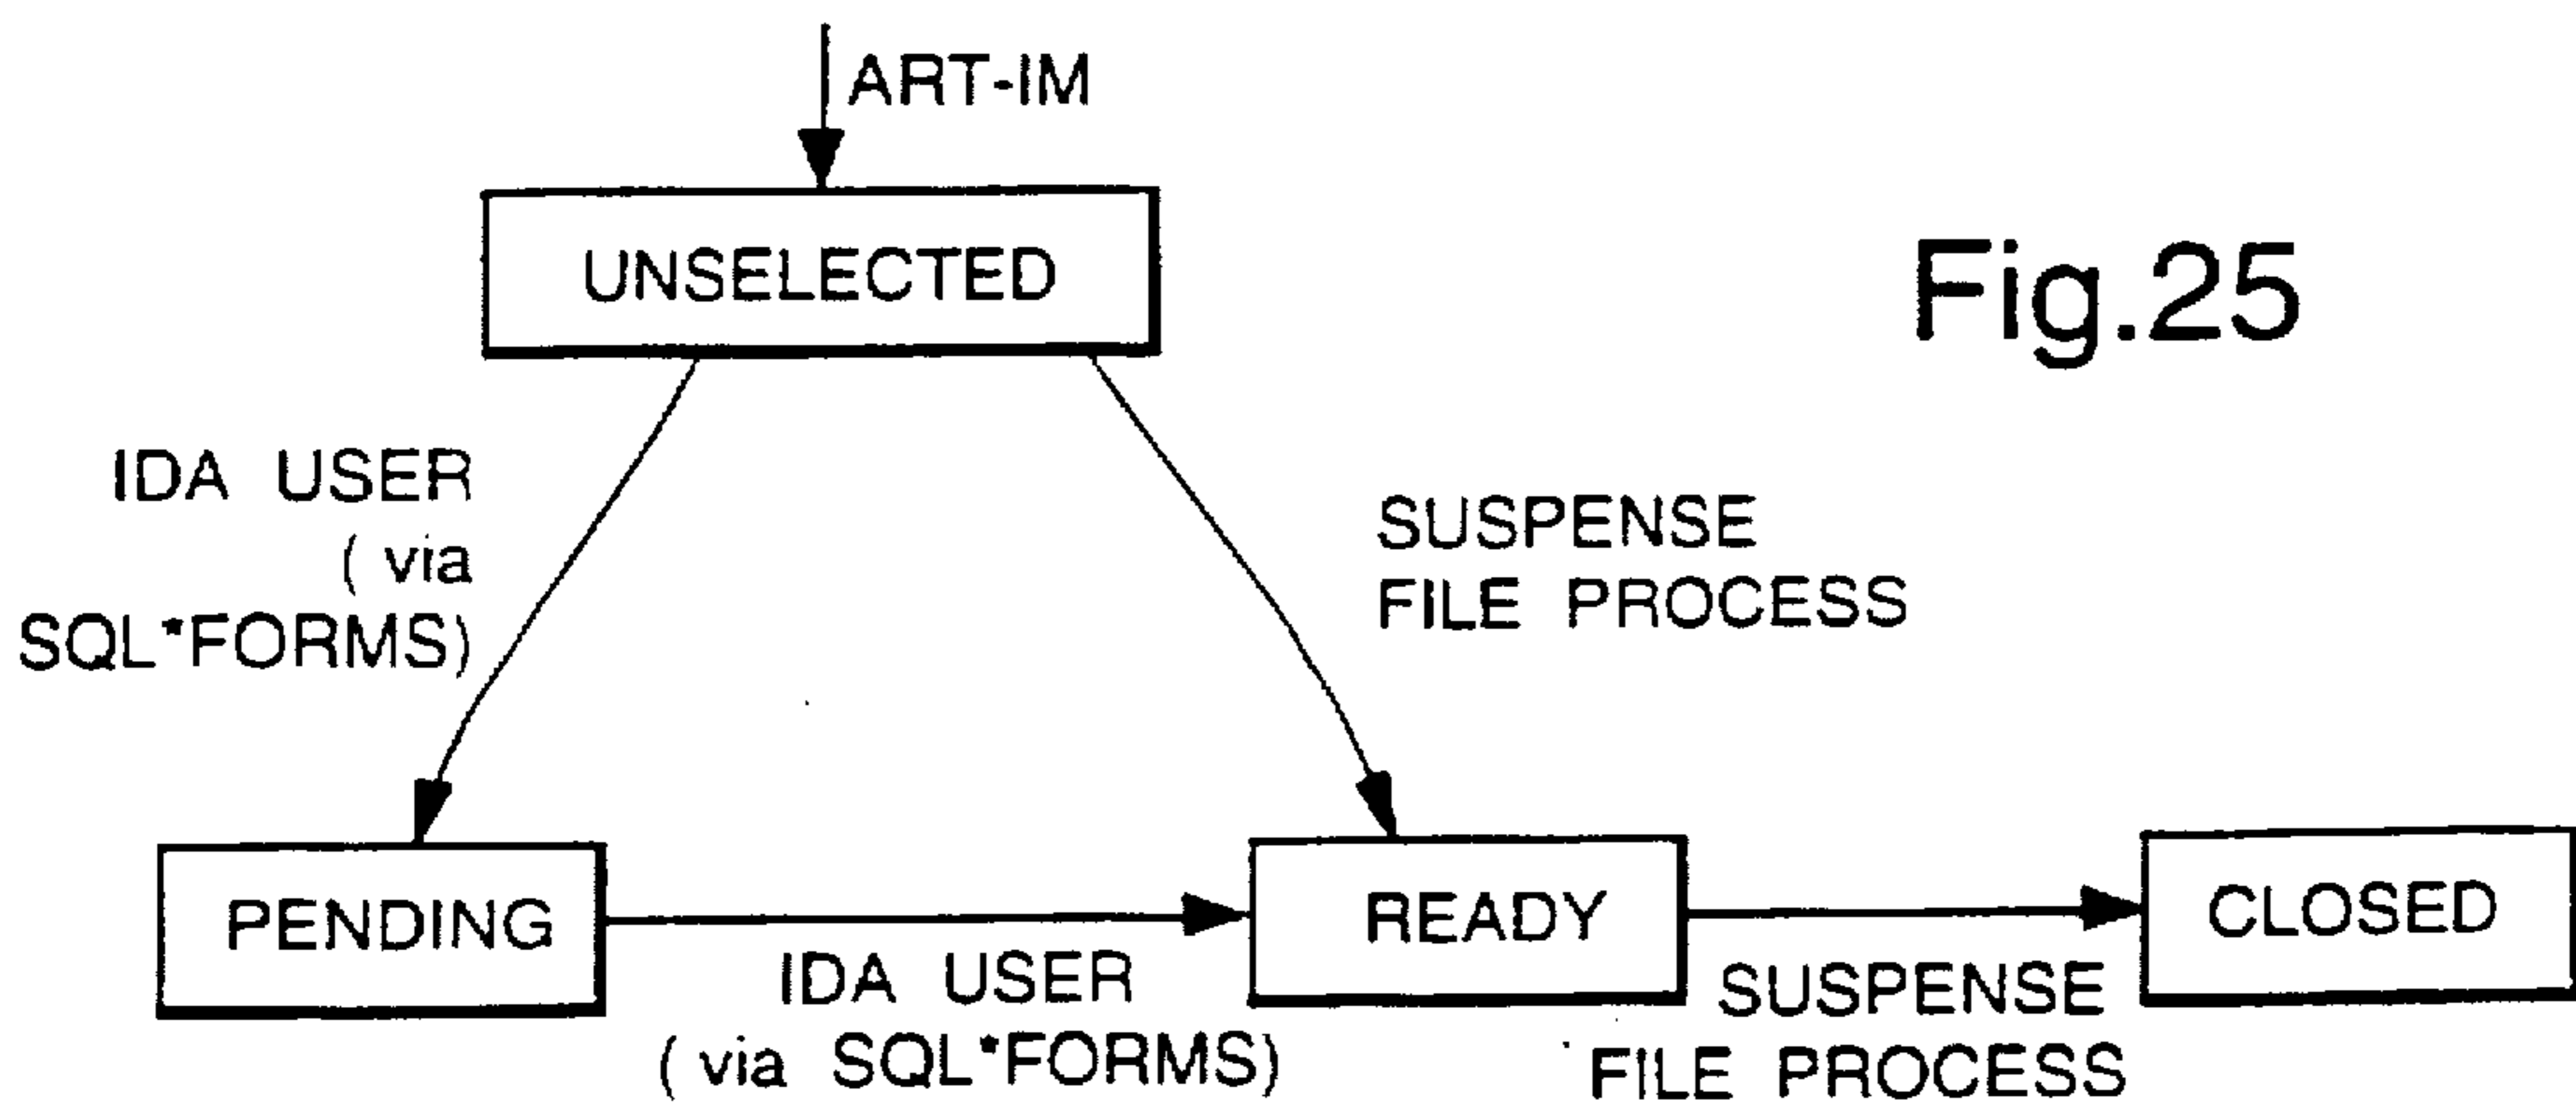 ART-IM
UNSELECTED
Fig.25
IDA USER
( via
SQL*FORMS)
SUSPENSE
FILE PROCESS
PENDING
IDA USER
( via SQL*FORMS)
READY
SUSPENSE
FILE PROCESS
CLOSED